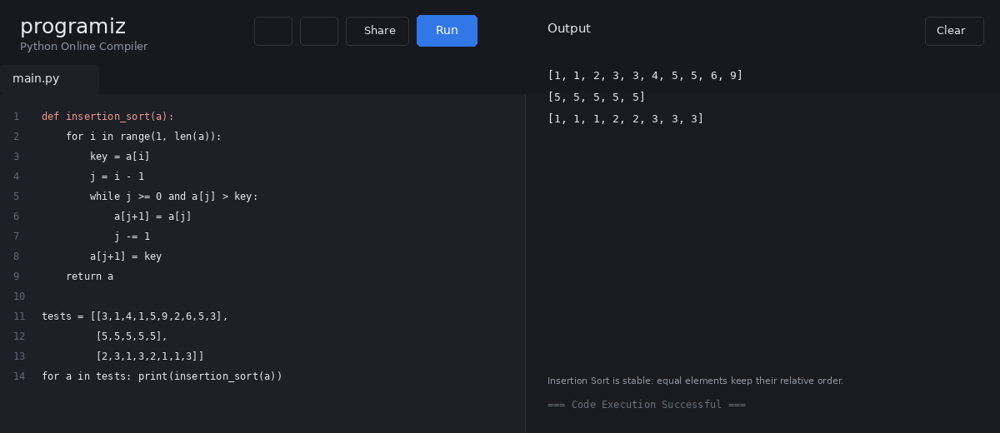 programiz
Python Online Compiler
Share
Run
main.py
1 def insertion_sort(a):
2     for i in range(1, len(a)):
3         key = a[i]
4         j = i - 1
5         while j >= 0 and a[j] > key:
6             a[j+1] = a[j]
7             j -= 1
8         a[j+1] = key
9     return a
10
11 tests = [[3,1,4,1,5,9,2,6,5,3],
12          [5,5,5,5,5],
13          [2,3,1,3,2,1,1,3]]
14 for a in tests: print(insertion_sort(a))
Output
Clear
[1, 1, 2, 3, 3, 4, 5, 5, 6, 9]
[5, 5, 5, 5, 5]
[1, 1, 1, 2, 2, 3, 3, 3]
Insertion Sort is stable: equal elements keep their relative order.
=== Code Execution Successful ===